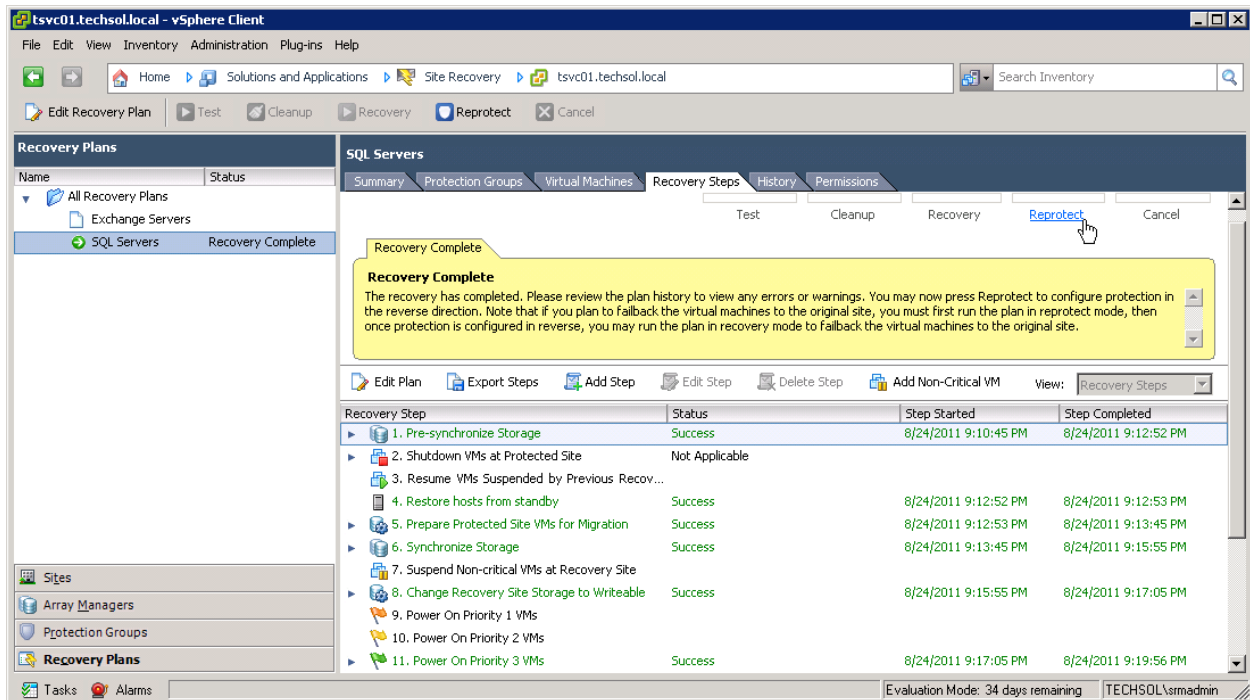 tsvc01.techsol.local - vSphere Client
File Edit View Inventory Administration Plug-ins Help
Home Solutions and Applications Site Recovery tsvc01.techsol.local Search Inventory
Edit Recovery Plan Test Cleanup Recovery Reprotect Cancel
Recovery Plans
Name Status
All Recovery Plans
Exchange Servers
SQL Servers Recovery Complete
Sites
Array Managers
Protection Groups
Recovery Plans
SQL Servers
Summary Protection Groups Virtual Machines Recovery Steps History Permissions
Test Cleanup Recovery Reprotect Cancel
Recovery Complete
Recovery Complete
The recovery has completed. Please review the plan history to view any errors or warnings. You may now press Reprotect to configure protection in
the reverse direction. Note that if you plan to failback the virtual machines to the original site, you must first run the plan in reprotect mode, then
once protection is configured in reverse, you may run the plan in recovery mode to failback the virtual machines to the original site.
Edit Plan Export Steps Add Step Edit Step Delete Step Add Non-Critical VM View: Recovery Steps
Recovery Step Status Step Started Step Completed
1. Pre-synchronize Storage Success 8/24/2011 9:10:45 PM 8/24/2011 9:12:52 PM
2. Shutdown VMs at Protected Site Not Applicable
3. Resume VMs Suspended by Previous Recov...
4. Restore hosts from standby Success 8/24/2011 9:12:52 PM 8/24/2011 9:12:53 PM
5. Prepare Protected Site VMs for Migration Success 8/24/2011 9:12:53 PM 8/24/2011 9:13:45 PM
6. Synchronize Storage Success 8/24/2011 9:13:45 PM 8/24/2011 9:15:55 PM
7. Suspend Non-critical VMs at Recovery Site
8. Change Recovery Site Storage to Writeable Success 8/24/2011 9:15:55 PM 8/24/2011 9:17:05 PM
9. Power On Priority 1 VMs
10. Power On Priority 2 VMs
11. Power On Priority 3 VMs Success 8/24/2011 9:17:05 PM 8/24/2011 9:19:56 PM
Tasks Alarms Evaluation Mode: 34 days remaining TECHSOL\srmadmin